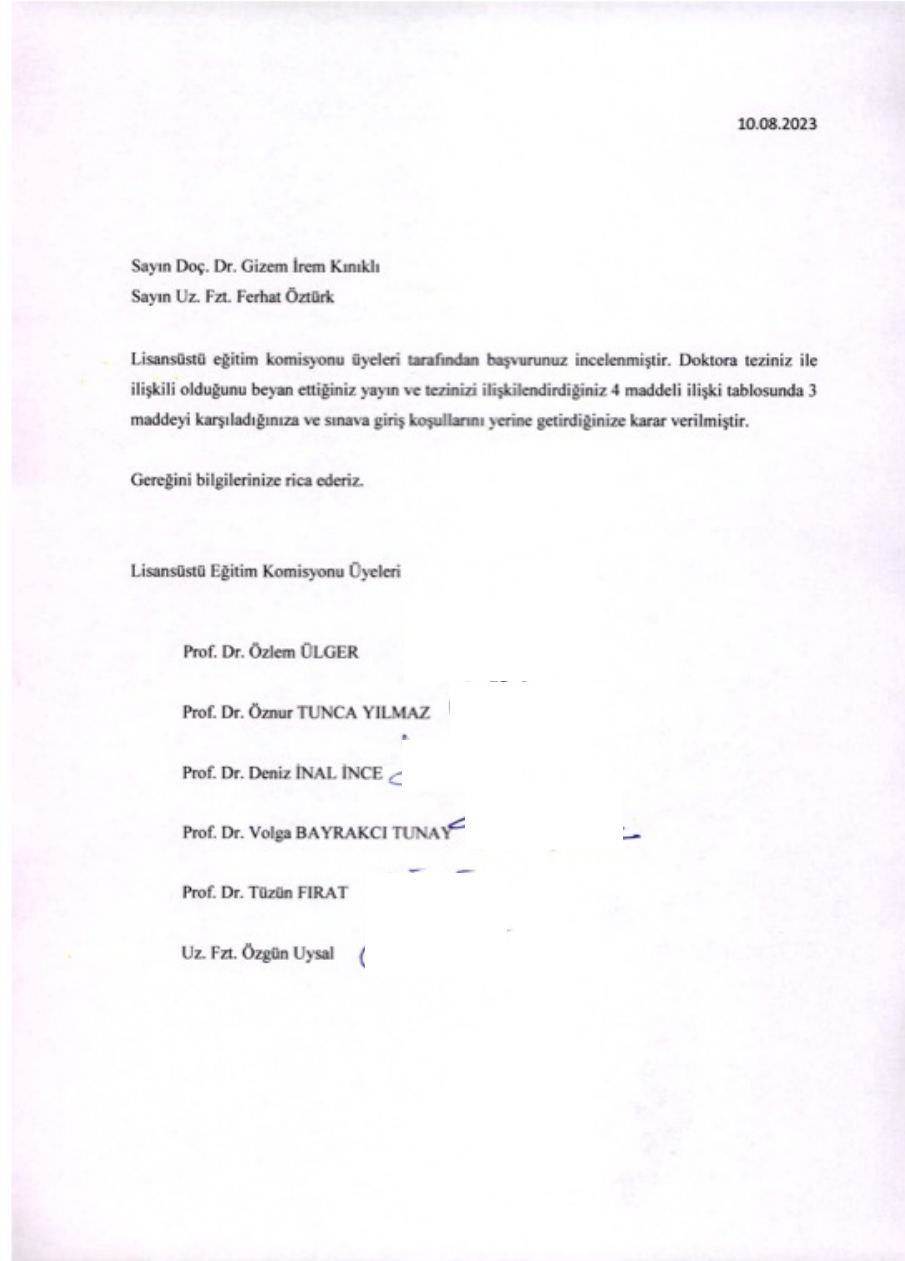 10.08.2023
Sayın Doç. Dr. Gizem İrem Kınıklı
Sayın Uz. Fzt. Ferhat Öztürk
Lisansüstü eğitim komisyonu üyeleri tarafından başvurunuz incelenmiştir. Doktora teziniz ile
ilişkili olduğunu beyan ettiğiniz yayın ve tezinizi ilişkilendirdiğiniz 4 maddeli ilişki tablosunda 3
maddeyi karşıladığınıza ve sınava giriş koşullarını yerine getirdiğinize karar verilmiştir.
Gereğini bilgilerinize rica ederiz.
Lisansüstü Eğitim Komisyonu Üyeleri
Prof. Dr. Özlem ÜLGER
Prof. Dr. Öznur TUNCA YILMAZ
Prof. Dr. Deniz İNAL İNCE
Prof. Dr. Volga BAYRAKCI TUNAY
Prof. Dr. Tüzün FIRAT
Uz. Fzt. Özgün Uysal